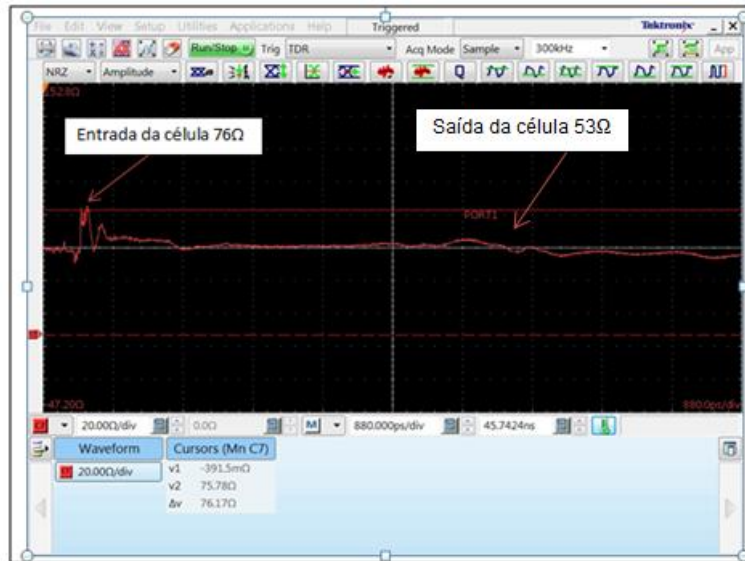 File Edit View Setup Utilities Applications Help Triggered Tektronix
Run/Stop Trig TDR Acq Mode Sample 300kHz App
NRZ Amplitude
152.8Ω
Entrada da célula 76Ω
Saída da célula 53Ω
PORT1
-47.20Ω
880.0ps/div
20.00Ω/div 0.0Ω M 880.000ps/div 45.7424ns
Waveform Cursors (Mn C7)
20.00Ω/div
v1 -391.5mΩ
v2 75.78Ω
Δv 76.17Ω